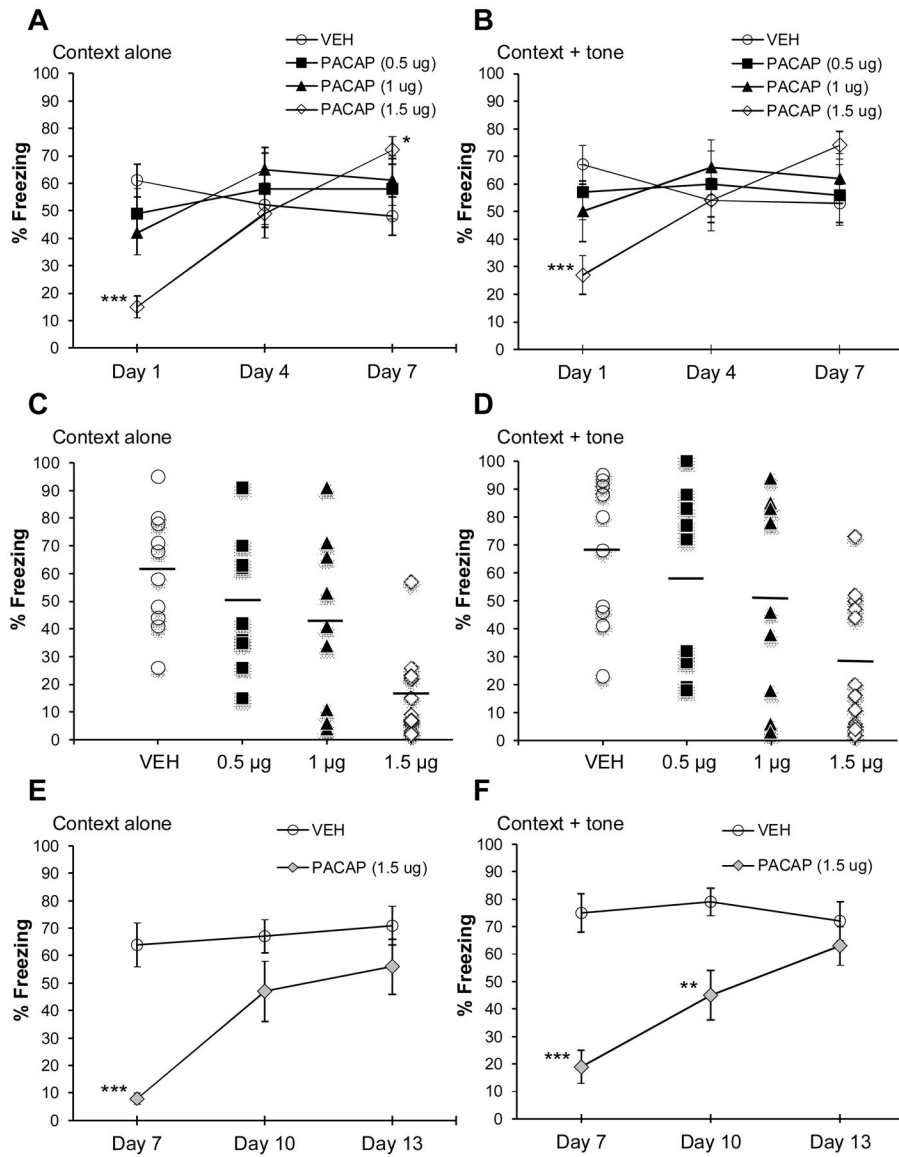 A
Context alone
VEH
PACAP (0.5 ug)
PACAP (1 ug)
PACAP (1.5 ug)
% Freezing
100
90
80
70
60
50
40
30
20
10
0
*
***
Day 1 Day 4 Day 7
B
Context + tone
VEH
PACAP (0.5 ug)
PACAP (1 ug)
PACAP (1.5 ug)
% Freezing
100
90
80
70
60
50
40
30
20
10
0
***
Day 1 Day 4 Day 7
C
Context alone
% Freezing
100
90
80
70
60
50
40
30
20
10
0
VEH 0.5 µg 1 µg 1.5 µg
D
Context + tone
% Freezing
100
90
80
70
60
50
40
30
20
10
0
VEH 0.5 µg 1 µg 1.5 µg
E
Context alone
VEH
PACAP (1.5 ug)
% Freezing
100
90
80
70
60
50
40
30
20
10
0
***
Day 7 Day 10 Day 13
F
Context + tone
VEH
PACAP (1.5 ug)
% Freezing
100
90
80
70
60
50
40
30
20
10
0
**
***
Day 7 Day 10 Day 13